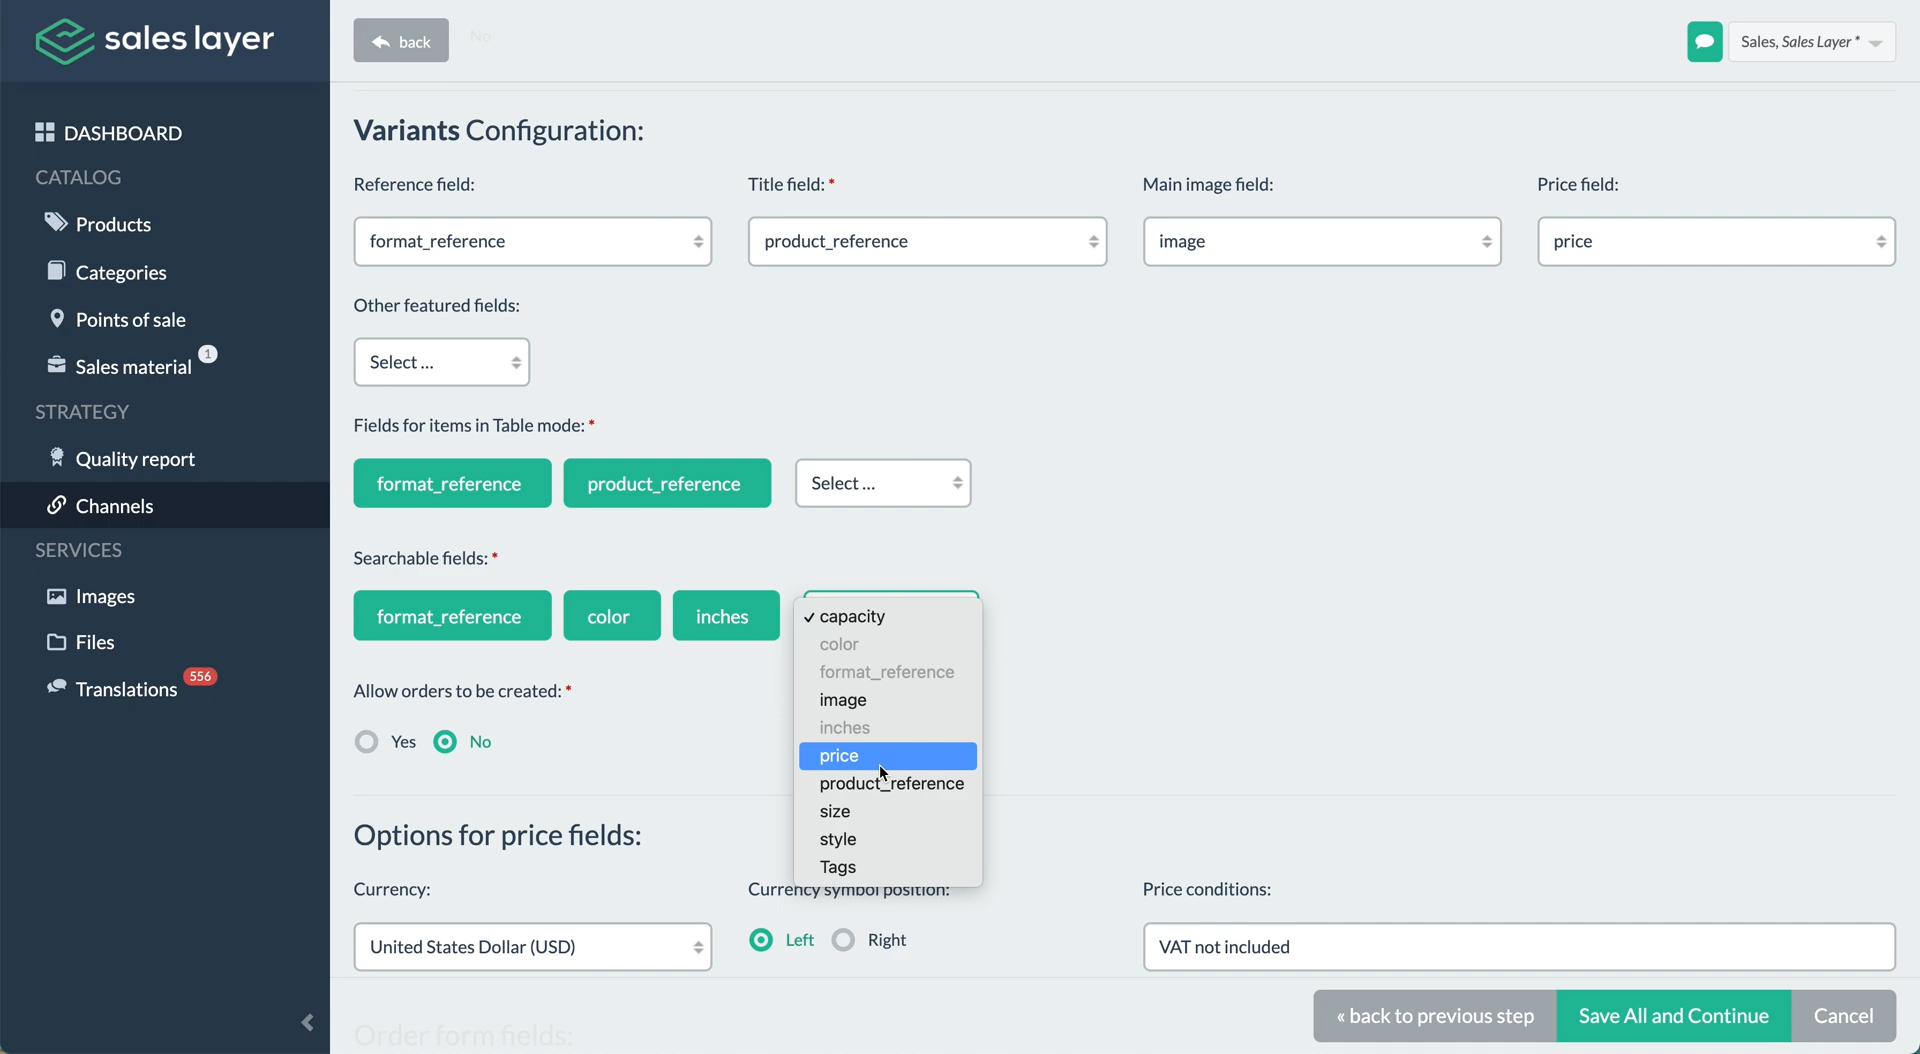 sales layer
back
No
Sales, Sales Layer *
DASHBOARD
CATALOG
Products
Categories
Points of sale
Sales material
1
STRATEGY
Quality report
Channels
SERVICES
Images
Files
Translations
556
Variants Configuration:
Reference field:
Title field: *
Main image field:
Price field:
format_reference
product_reference
image
price
Other featured fields:
Select ...
Fields for items in Table mode: *
format_reference
product_reference
Select ...
Searchable fields: *
format_reference
color
inches
✓ capacity
color
format_reference
image
inches
price
product_reference
size
style
Tags
Allow orders to be created: *
Yes
No
Options for price fields:
Currency:
Currency symbol position:
Price conditions:
United States Dollar (USD)
Left
Right
VAT not included
Order form fields:
« back to previous step
Save All and Continue
Cancel